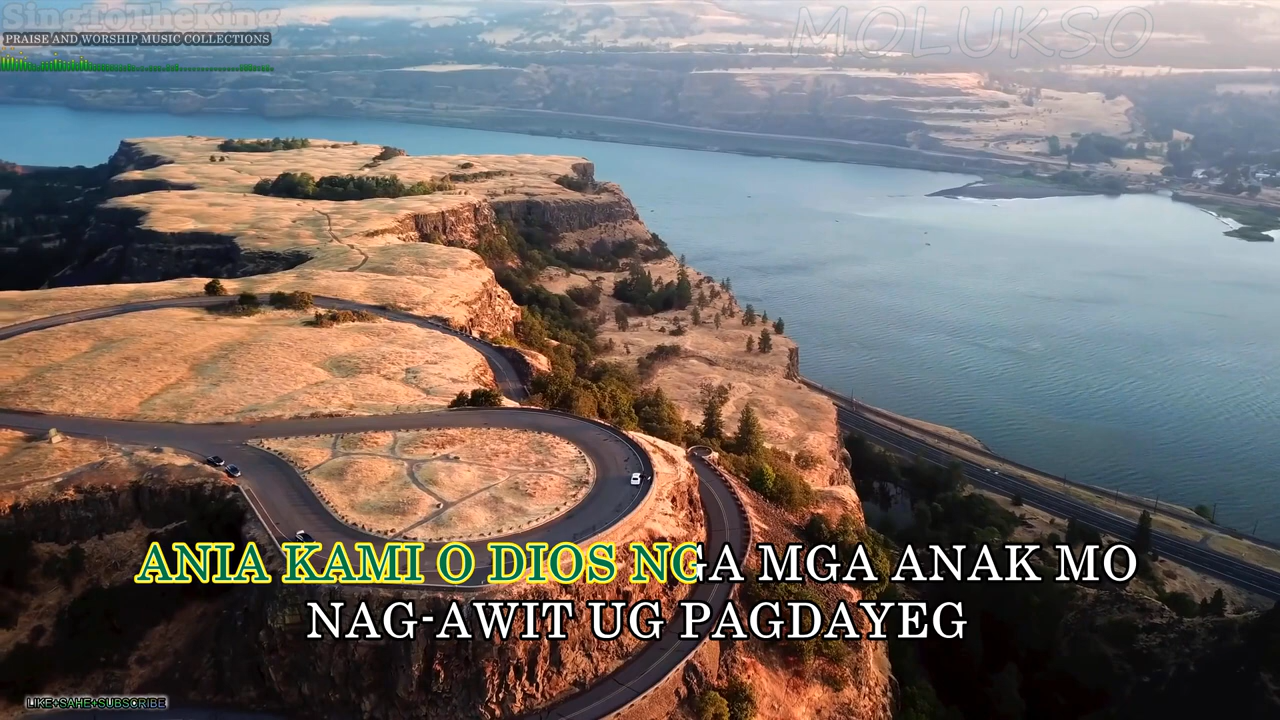 SingToTheKing
MOLUKSO
PRAISE AND WORSHIP MUSIC COLLECTIONS
ANIA KAMI O DIOS NGA MGA ANAK MO
NAG-AWIT UG PAGDAYEG
LIKE+SAHE+SUBSCRIBE